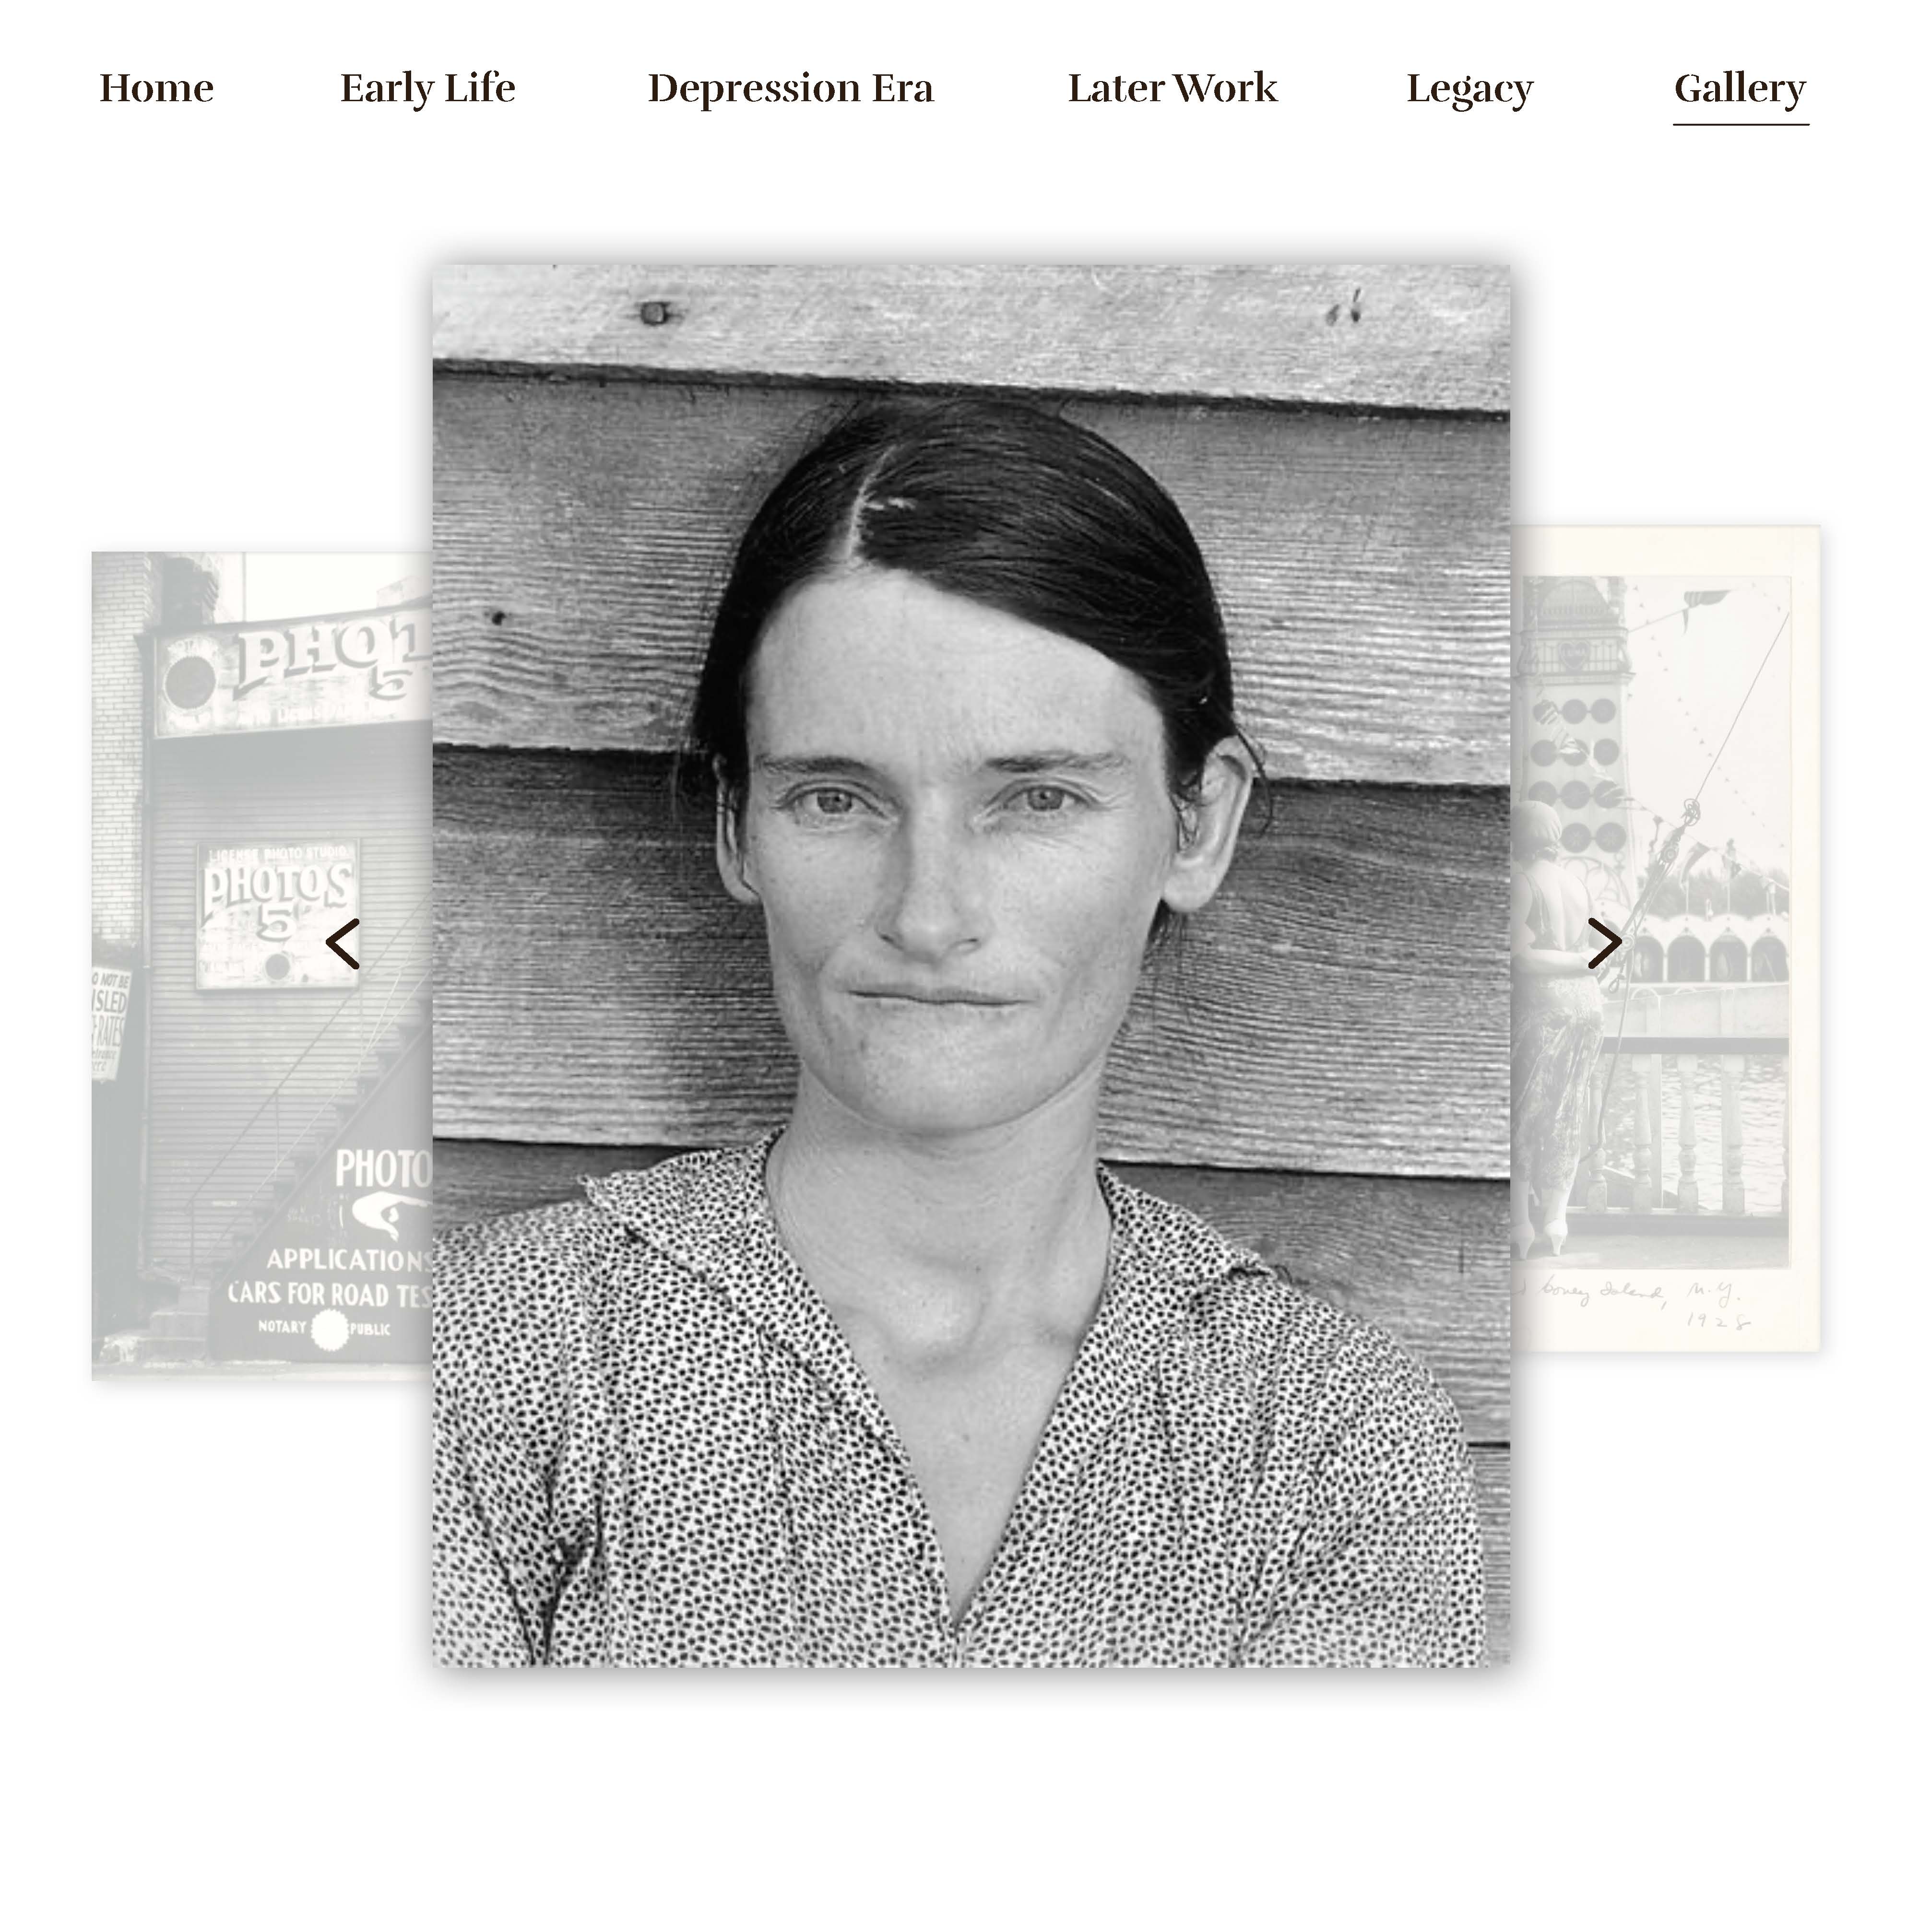 Home Early Life Depression Era Later Work Legacy Gallery
PHOT
5
LICENSE PHOTO STUDIO
PHOTOS
5
O NOT BE
ISLED
RATES
PHOTO
APPLICATIONS
CARS FOR ROAD TES
NOTARY PUBLIC
Coney Island, N.Y.
1928